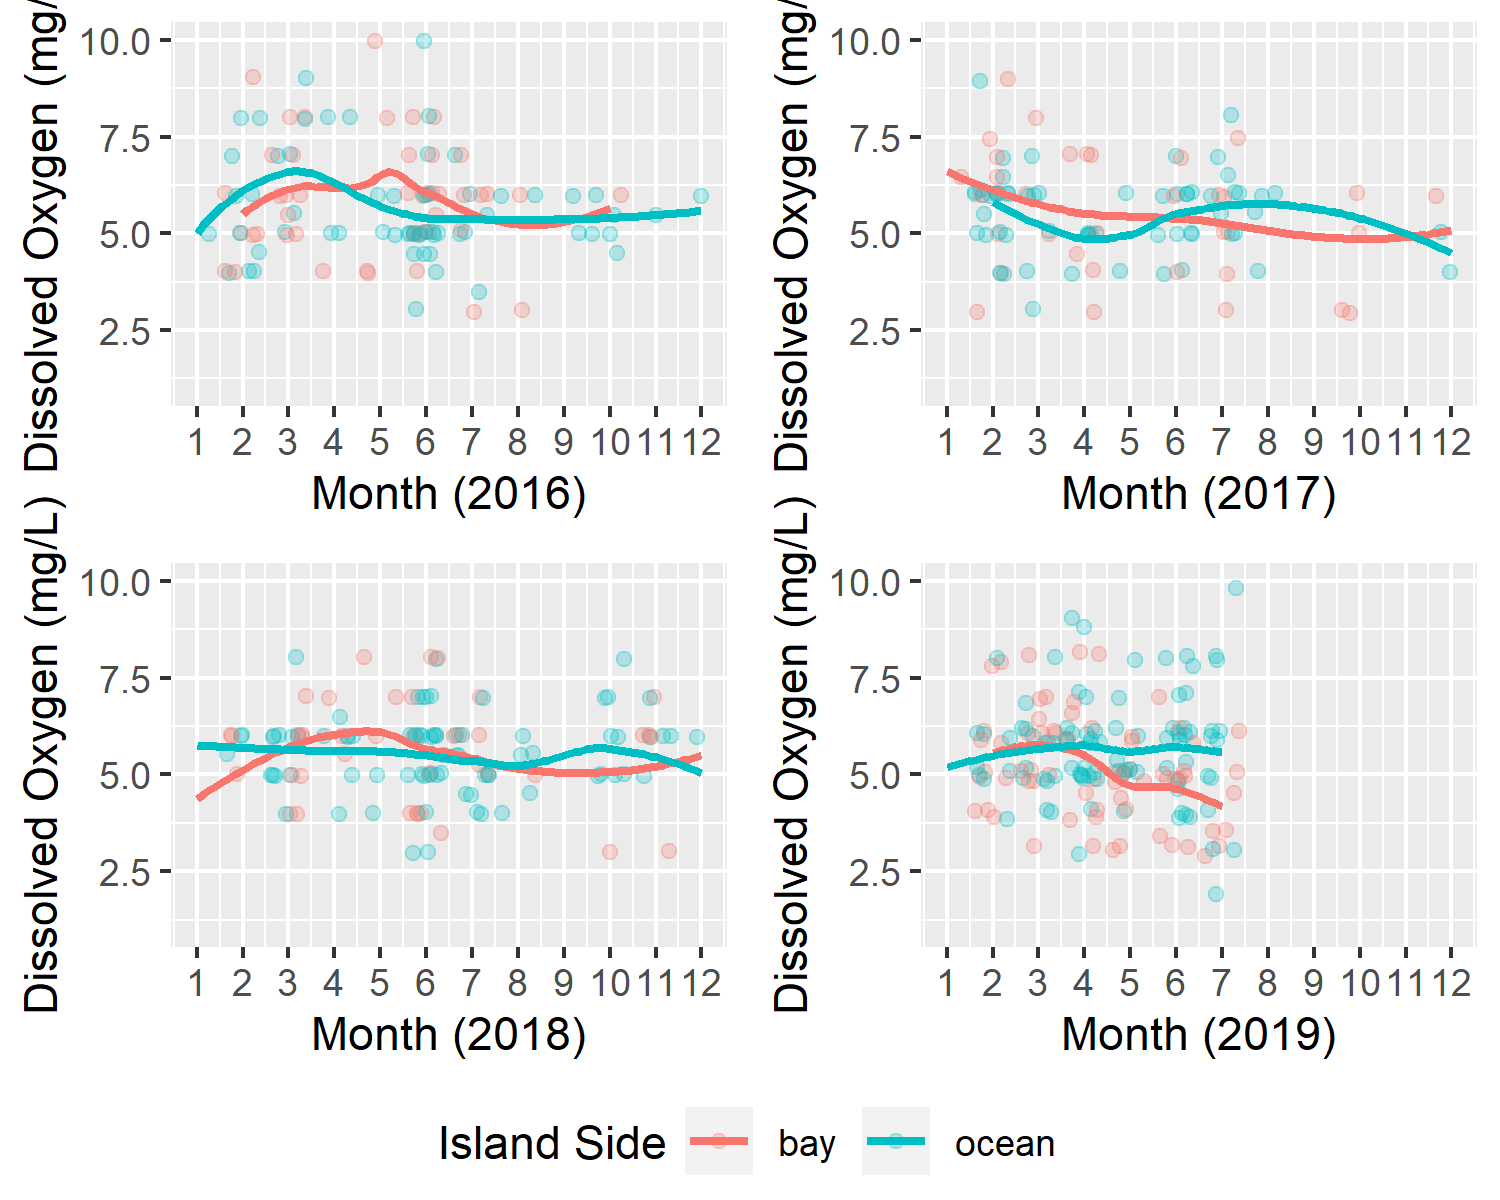 Dissolved Oxygen (mg/
10.0
7.5
5.0
2.5
1 2 3 4 5 6 7 8 9 10 11 12
Month (2016)
Dissolved Oxygen (mg/
10.0
7.5
5.0
2.5
1 2 3 4 5 6 7 8 9 10 11 12
Month (2017)
Dissolved Oxygen (mg/L)
10.0
7.5
5.0
2.5
1 2 3 4 5 6 7 8 9 10 11 12
Month (2018)
Dissolved Oxygen (mg/L)
10.0
7.5
5.0
2.5
1 2 3 4 5 6 7 8 9 10 11 12
Month (2019)
Island Side bay ocean